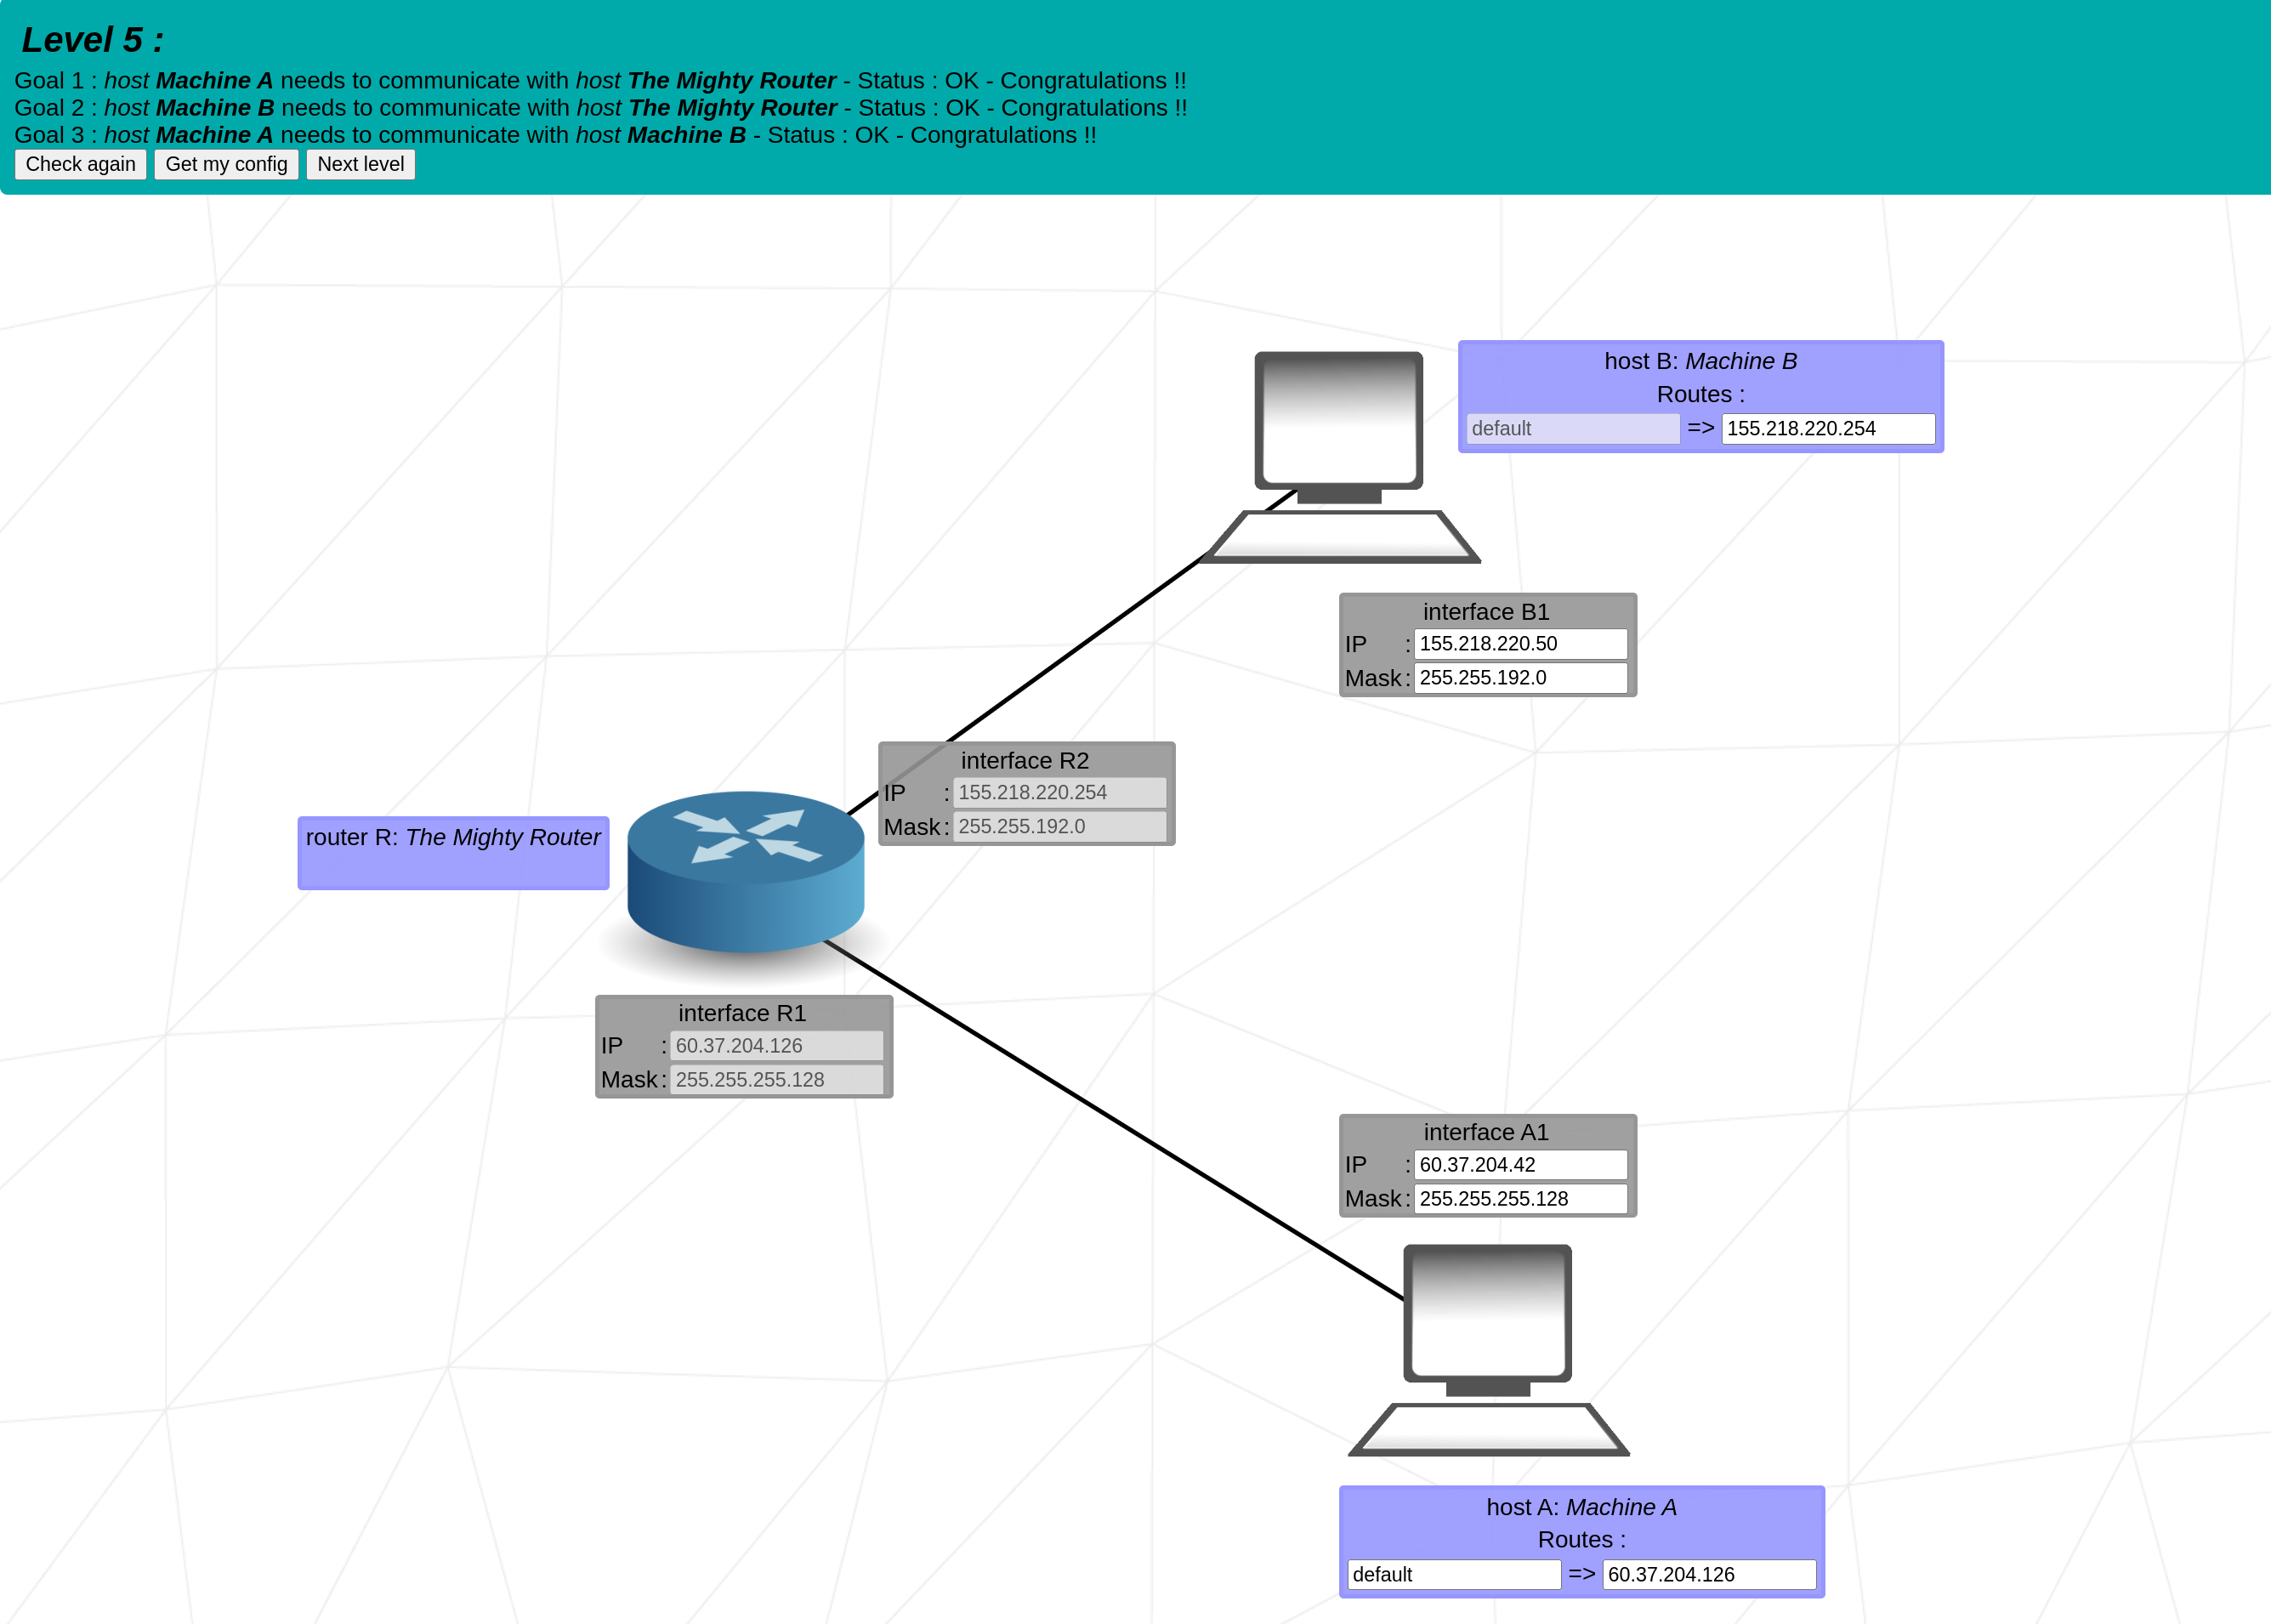 Level 5 :
Goal 1 : host Machine A needs to communicate with host The Mighty Router - Status : OK - Congratulations !!
Goal 2 : host Machine B needs to communicate with host The Mighty Router - Status : OK - Congratulations !!
Goal 3 : host Machine A needs to communicate with host Machine B - Status : OK - Congratulations !!
Check again Get my config Next level
host B: Machine B
Routes :
default => 155.218.220.254
interface B1
IP : 155.218.220.50
Mask : 255.255.192.0
interface R2
IP : 155.218.220.254
Mask : 255.255.192.0
router R: The Mighty Router
interface R1
IP : 60.37.204.126
Mask : 255.255.255.128
interface A1
IP : 60.37.204.42
Mask : 255.255.255.128
host A: Machine A
Routes :
default => 60.37.204.126